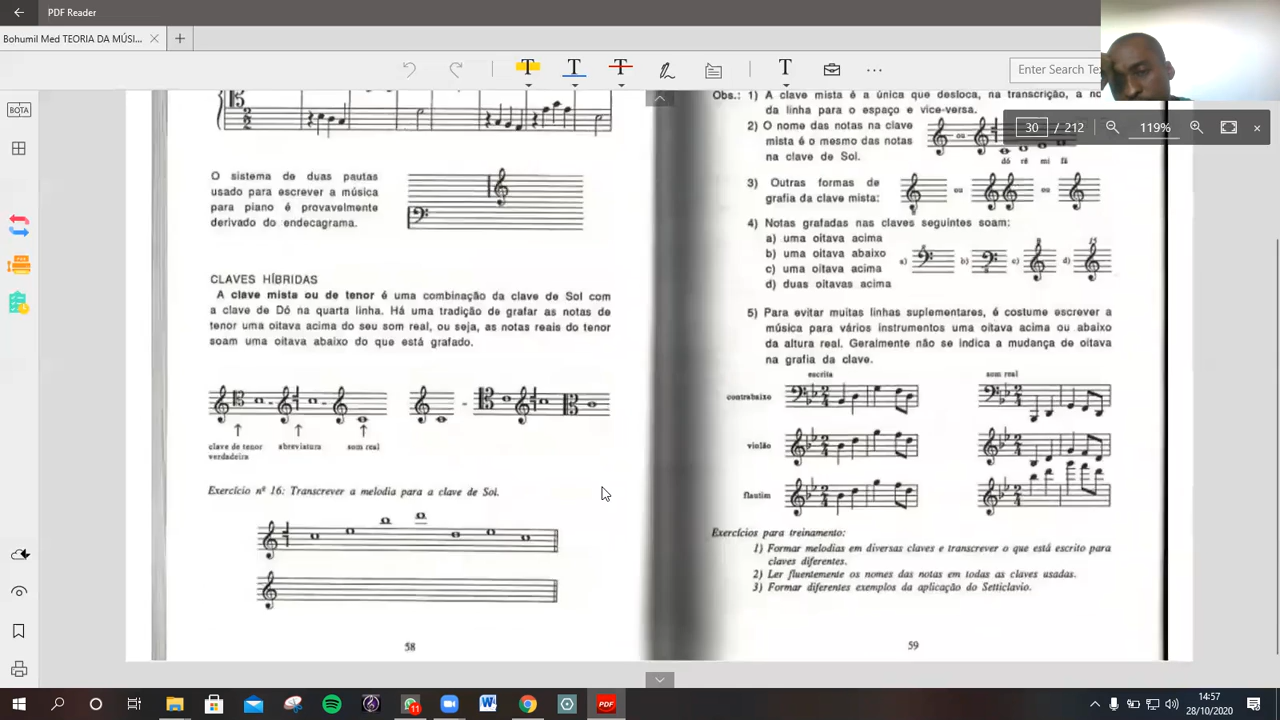 PDF Reader
Bohumil Med TEORIA DA MÚSI...
Enter Search Te
BOTA
30 / 212
119%
O sistema de duas pautas
usado para escrever a música
para piano é provavelmente
derivado do endecagrama.
CLAVES HÍBRIDAS
A clave mista ou de tenor é uma combinação da clave de Sol com
a clave de Dó na quarta linha. Há uma tradição de grafar as notas de
tenor uma oitava acima do seu som real, ou seja, as notas reais do tenor
soam uma oitava abaixo do que está grafado.
clave de tenor
verdadeira
abreviatura
som real
Exercício nº 16: Transcrever a melodia para a clave de Sol.
58
Obs.: 1) A clave mista é a única que desloca, na transcrição, a no
da linha para o espaço e vice-versa.
2) O nome das notas na clave
mista é o mesmo das notas
na clave de Sol.
ou
dó ré mi fá
3) Outras formas de
grafia da clave mista:
ou
ou
4) Notas grafadas nas claves seguintes soam:
a) uma oitava acima
b) uma oitava abaixo
c) uma oitava acima
d) duas oitavas acima
a) b) c) d)
5) Para evitar muitas linhas suplementares, é costume escrever a
música para vários instrumentos uma oitava acima ou abaixo
da altura real. Geralmente não se indica a mudança de oitava
na grafia da clave.
escrita
som real
contrabaixo
violão
flautim
Exercícios para treinamento:
1) Formar melodias em diversas claves e transcrever o que está escrito para
claves diferentes.
2) Ler fluentemente os nomes das notas em todas as claves usadas.
3) Formar diferentes exemplos da aplicação do Setticlavio.
59
11
PDF
14:57
28/10/2020